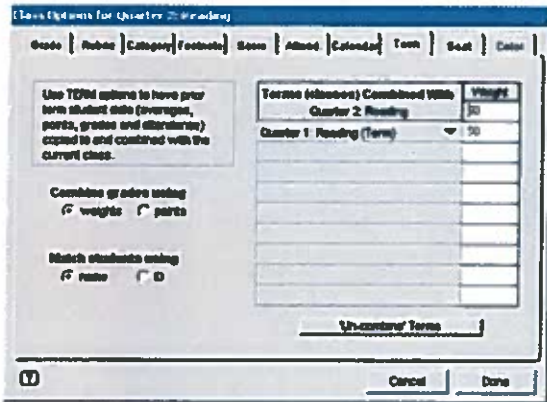 Class Options for Quarter 2: Reading
Grade Rubric Category Footnote Score Attend. Calendar Term Seat Color
Use TERM options to have prior
term student data (averages,
points, grades and attendance)
copied to and combined with the
current class.
Combine grades using
weights points
Match students using
name ID
Terms (classes) Combined With Weight
Quarter 2: Reading 50
Quarter 1: Reading (Term) 50
'Un-combine' Terms
Cancel Done